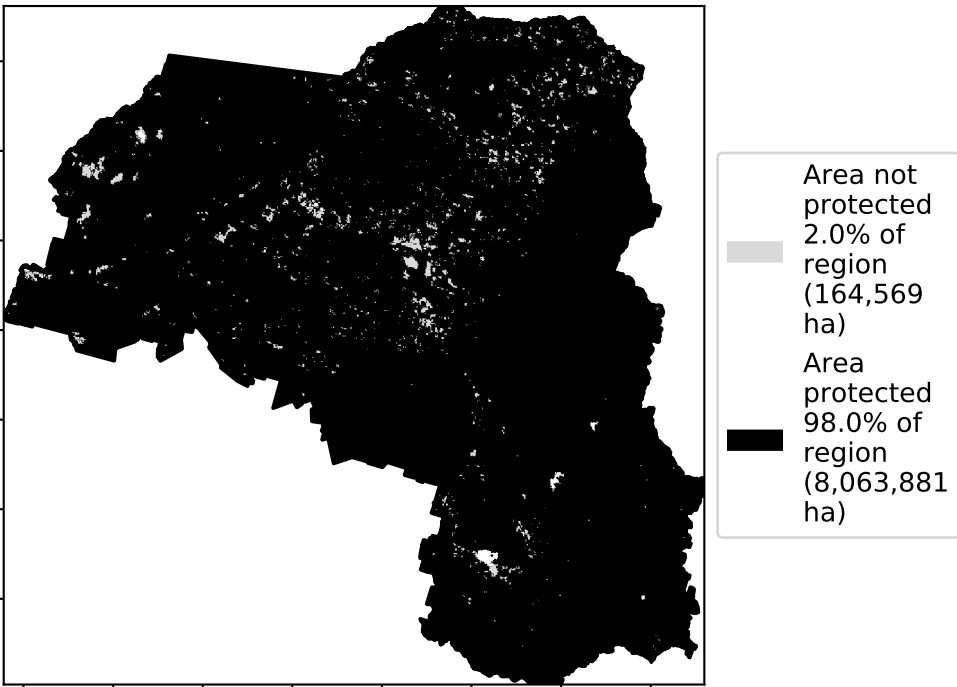 Area not
protected
2.0% of
region
(164,569
ha)
Area
protected
98.0% of
region
(8,063,881
ha)